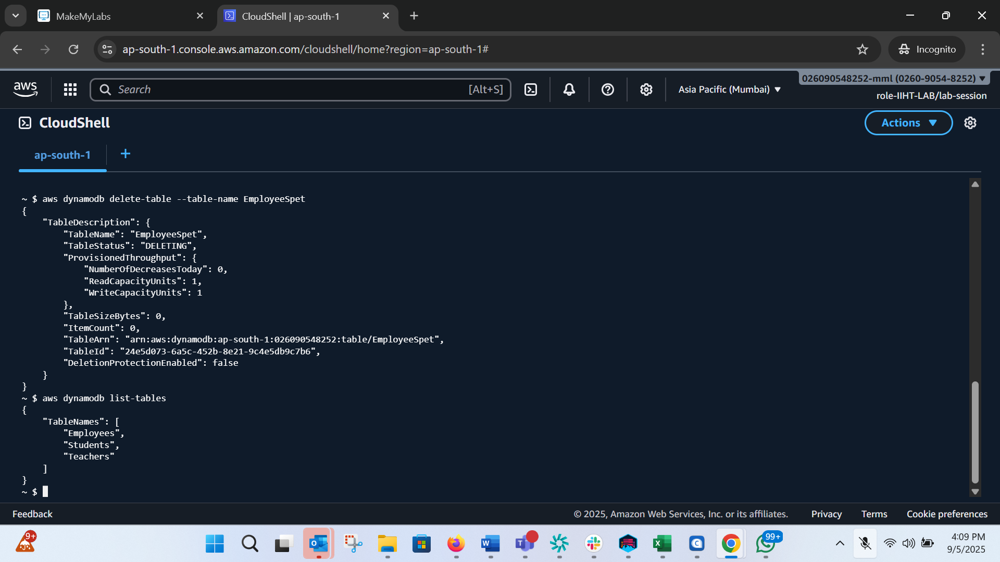 MakeMyLabs
CloudShell | ap-south-1
ap-south-1.console.aws.amazon.com/cloudshell/home?region=ap-south-1#
Incognito
aws
Search
[Alt+S]
Asia Pacific (Mumbai)
026090548252-mml (0260-9054-8252)
role-IIHT-LAB/lab-session
CloudShell
Actions
ap-south-1
~ $ aws dynamodb delete-table --table-name EmployeeSpet
{
    "TableDescription": {
        "TableName": "EmployeeSpet",
        "TableStatus": "DELETING",
        "ProvisionedThroughput": {
            "NumberOfDecreasesToday": 0,
            "ReadCapacityUnits": 1,
            "WriteCapacityUnits": 1
        },
        "TableSizeBytes": 0,
        "ItemCount": 0,
        "TableArn": "arn:aws:dynamodb:ap-south-1:026090548252:table/EmployeeSpet",
        "TableId": "24e5d073-6a5c-452b-8e21-9c4e5db9c7b6",
        "DeletionProtectionEnabled": false
    }
}
~ $ aws dynamodb list-tables
{
    "TableNames": [
        "Employees",
        "Students",
        "Teachers"
    ]
}
~ $
Feedback
© 2025, Amazon Web Services, Inc. or its affiliates.
Privacy
Terms
Cookie preferences
9+
99+
4:09 PM
9/5/2025